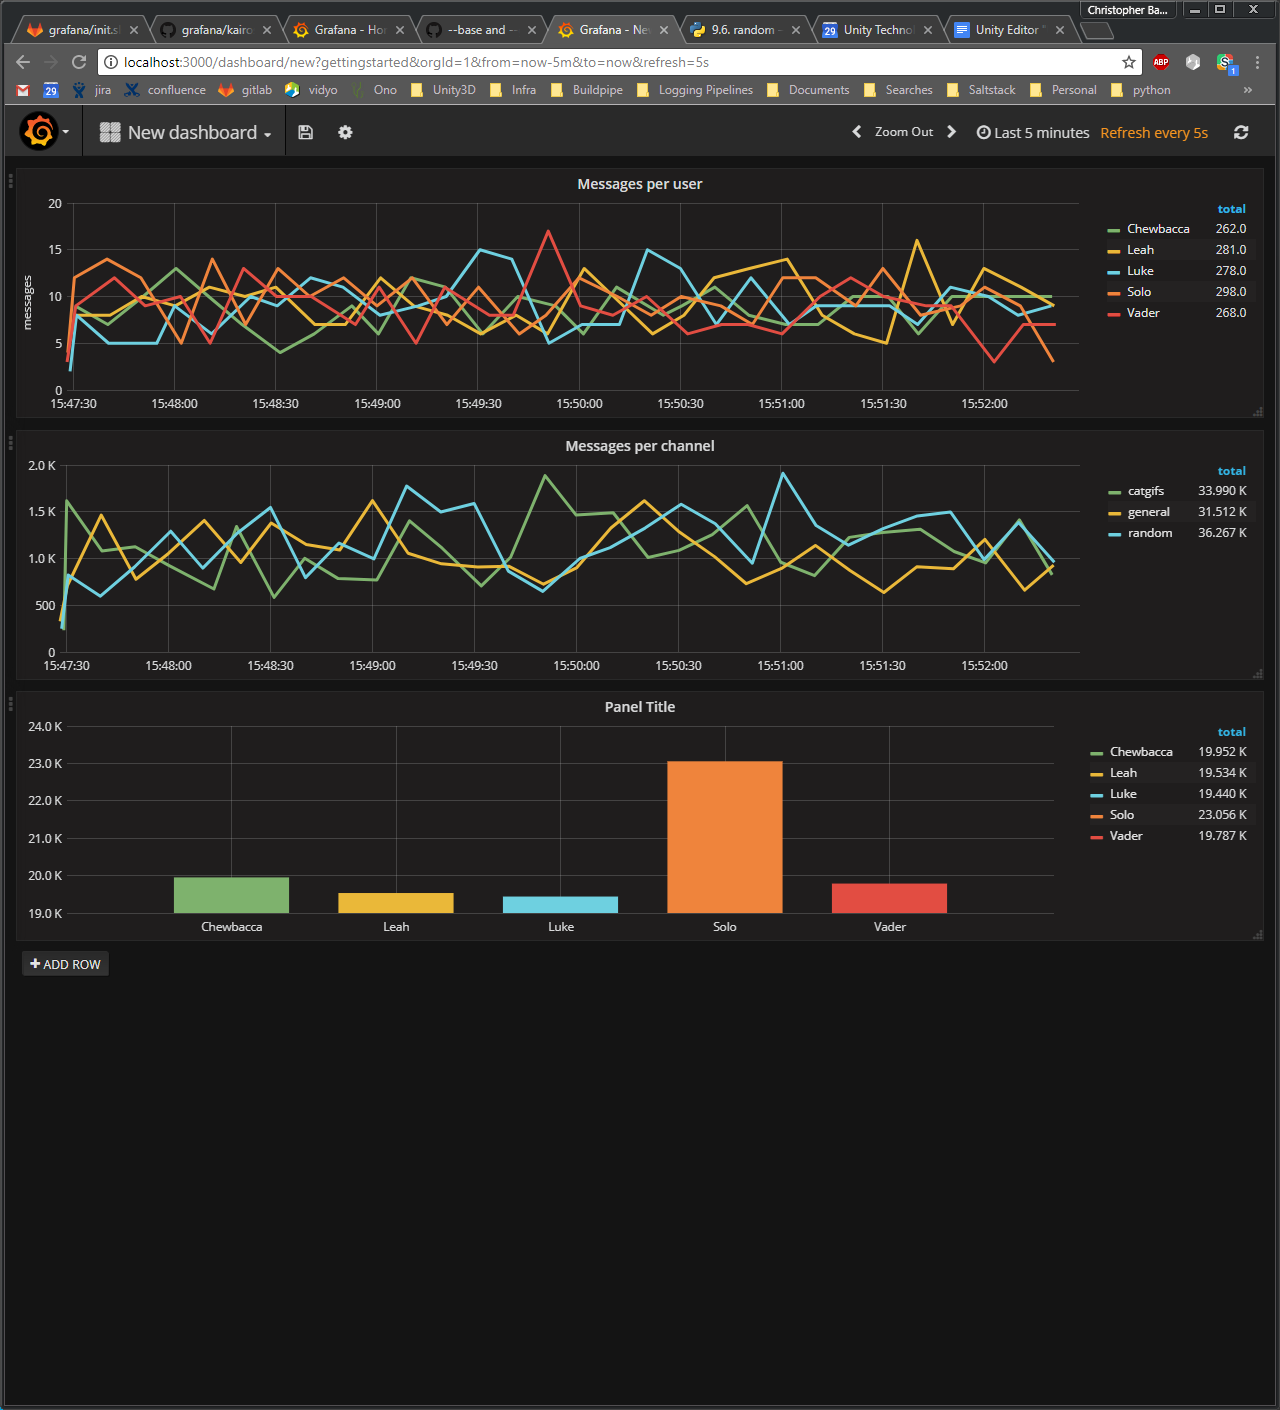 Christopher Ba...
grafana/init.sl
grafana/kairo
Grafana - Ho
--base and --
Grafana - Ne
9.6. random -
Unity Techno
Unity Editor
localhost:3000/dashboard/new?gettingstarted&orgId=1&from=now-5m&to=now&refresh=5s
ABP
1
29 jira confluence gitlab vidyo Ono Unity3D Infra Buildpipe Logging Pipelines Documents Searches Saltstack Personal python »
New dashboard Zoom Out Last 5 minutes Refresh every 5s
Messages per user
messages
20
15
10
5
0
15:47:30 15:48:00 15:48:30 15:49:00 15:49:30 15:50:00 15:50:30 15:51:00 15:51:30 15:52:00
total
Chewbacca 262.0
Leah 281.0
Luke 278.0
Solo 298.0
Vader 268.0
Messages per channel
2.0 K
1.5 K
1.0 K
500
0
15:47:30 15:48:00 15:48:30 15:49:00 15:49:30 15:50:00 15:50:30 15:51:00 15:51:30 15:52:00
total
catgifs 33.990 K
general 31.512 K
random 36.267 K
Panel Title
24.0 K
23.0 K
22.0 K
21.0 K
20.0 K
19.0 K
Chewbacca Leah Luke Solo Vader
total
Chewbacca 19.952 K
Leah 19.534 K
Luke 19.440 K
Solo 23.056 K
Vader 19.787 K
+ ADD ROW